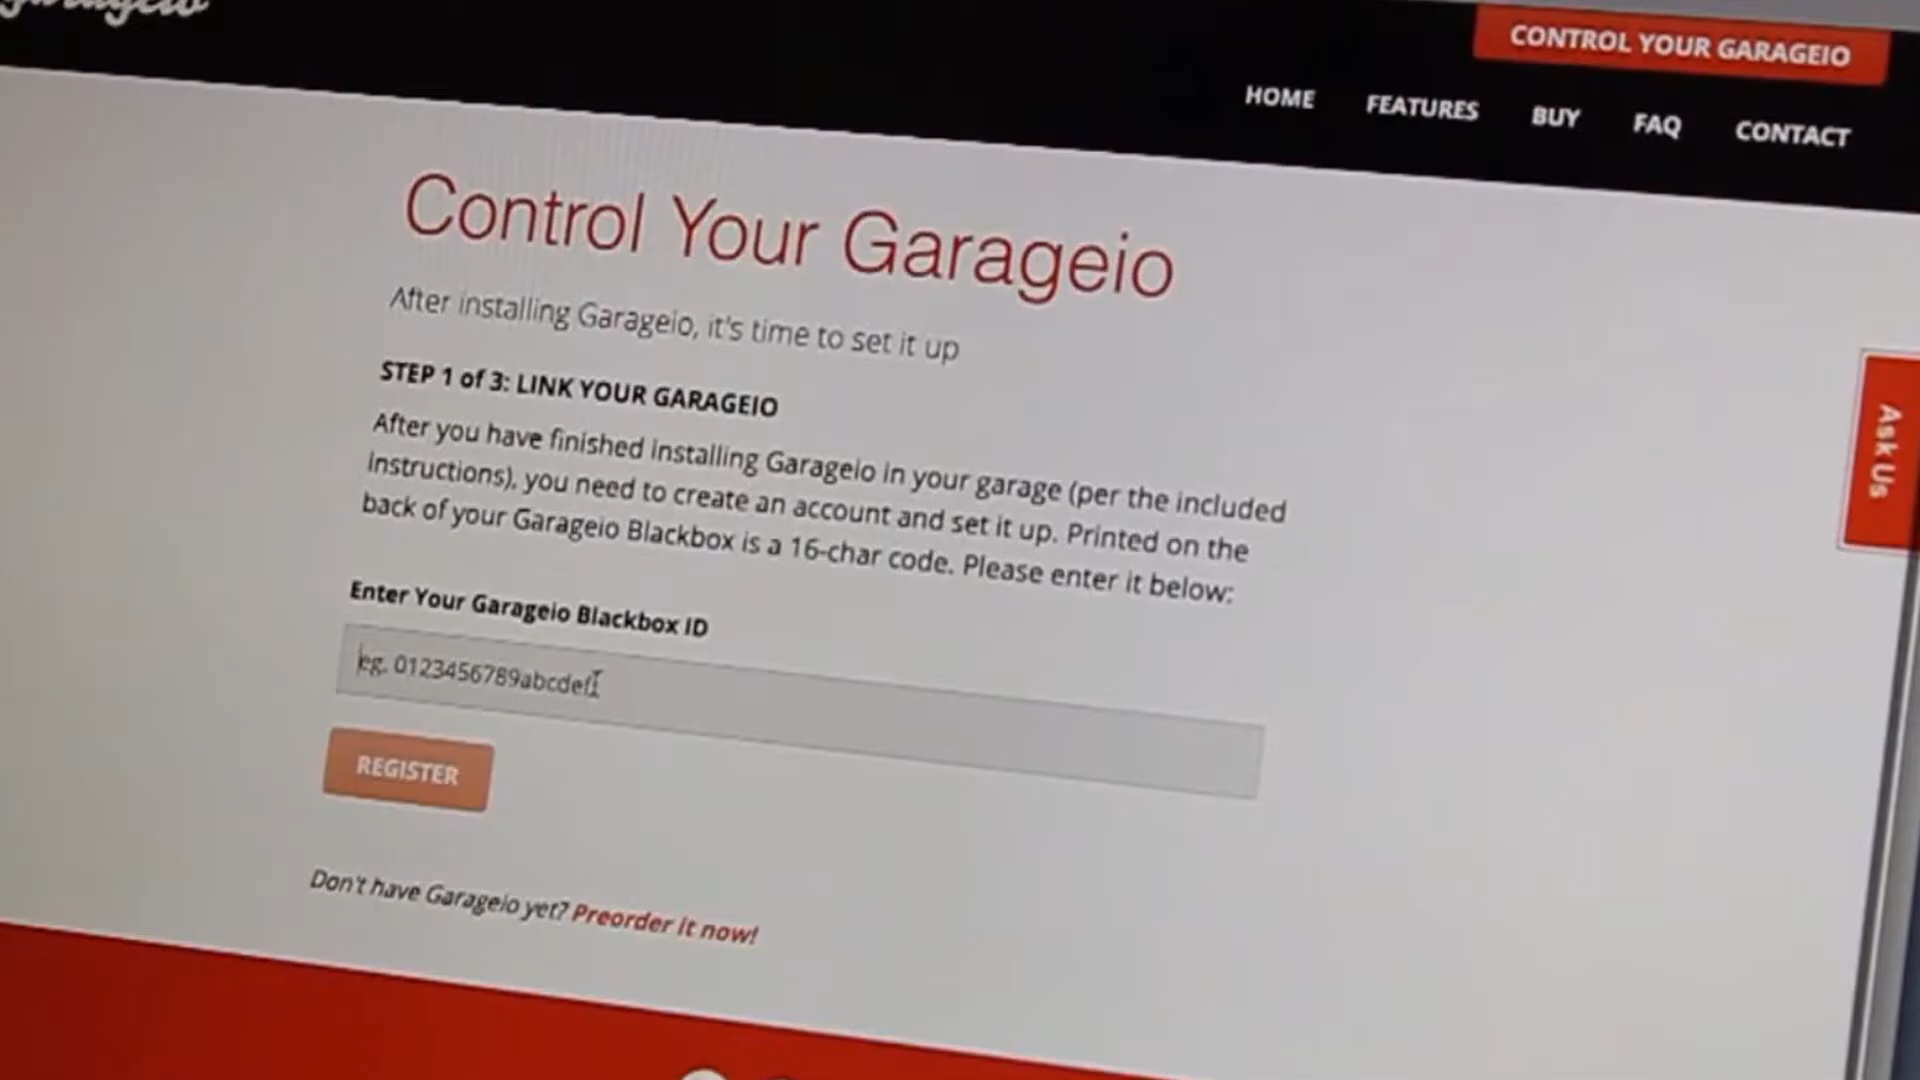 garageio
CONTROL YOUR GARAGEIO
HOME FEATURES BUY FAQ CONTACT
Control Your Garageio
After installing Garageio, it's time to set it up
STEP 1 of 3: LINK YOUR GARAGEIO
After you have finished installing Garageio in your garage (per the included
instructions), you need to create an account and set it up. Printed on the
back of your Garageio Blackbox is a 16-char code. Please enter it below:
Enter Your Garageio Blackbox ID
eg. 0123456789abcdef
REGISTER
Don't have Garageio yet? Preorder it now!
Ask Us